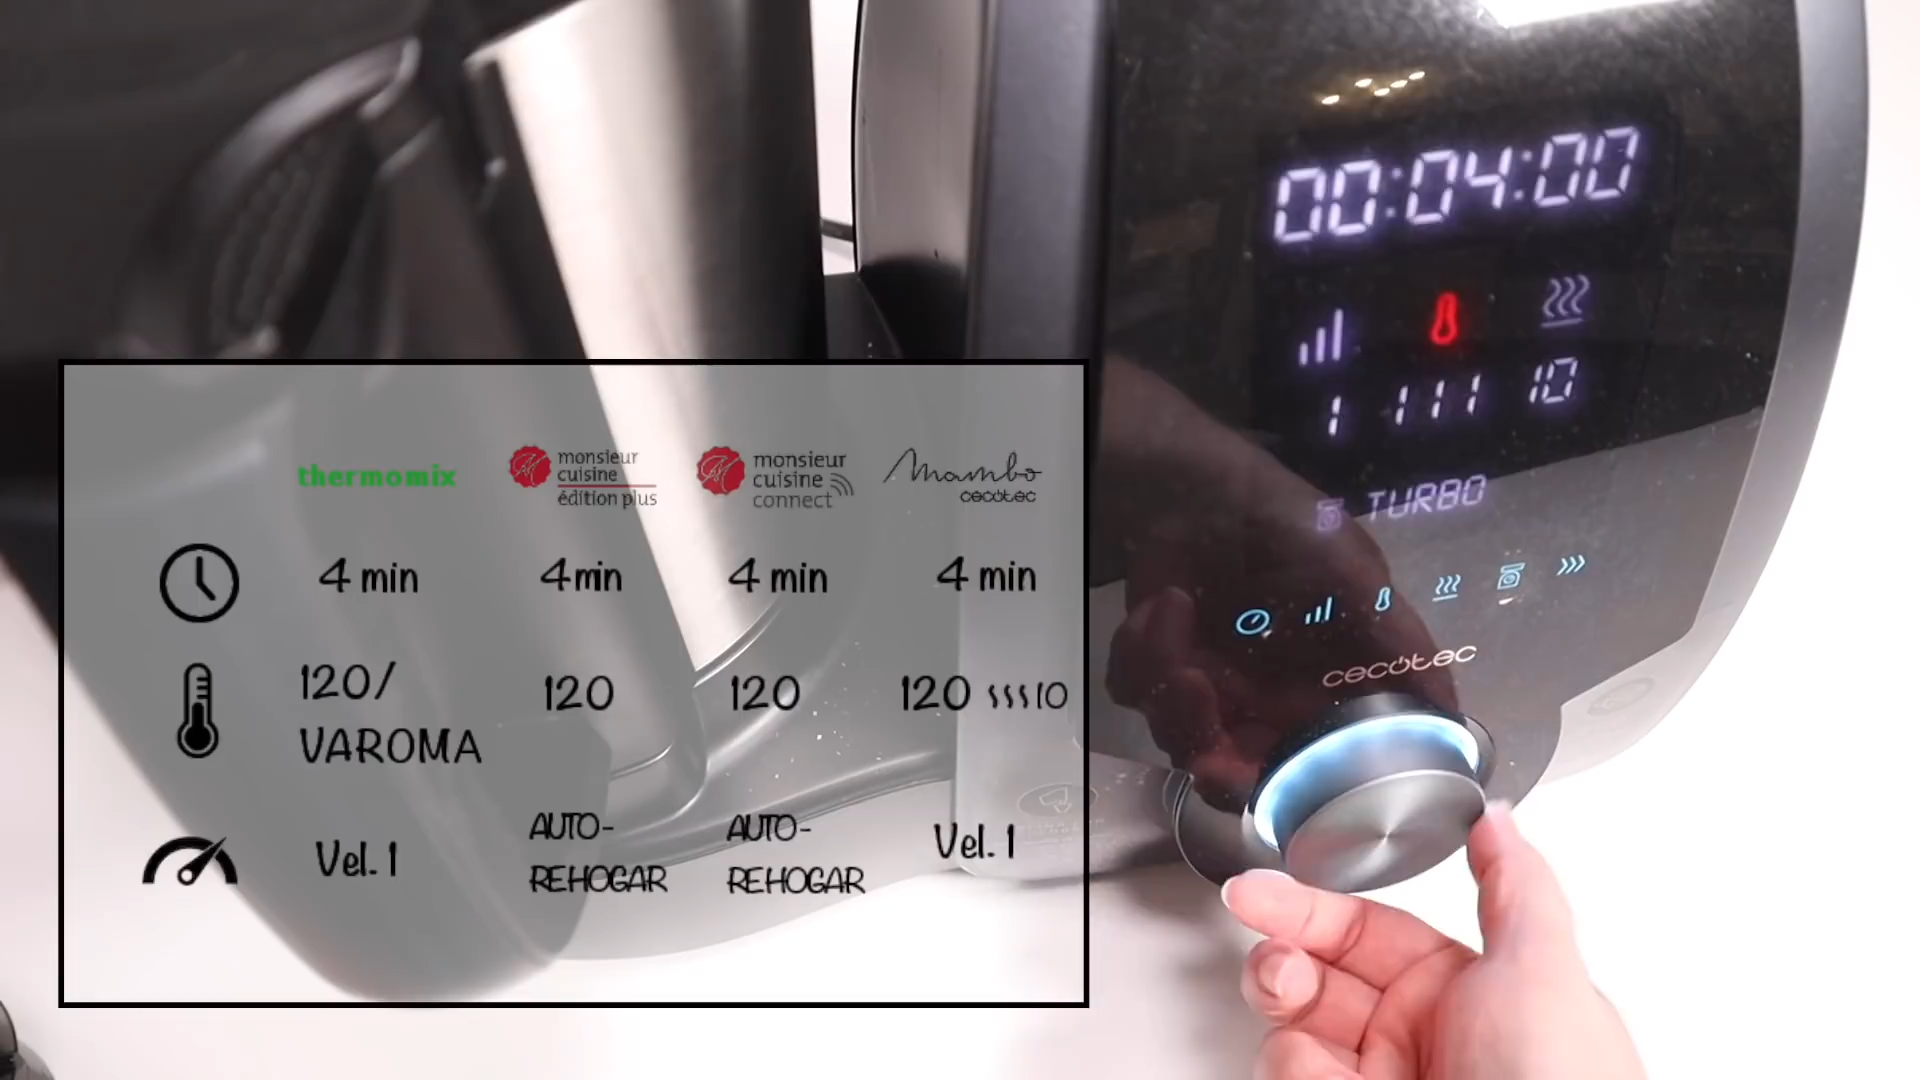 00:04:00
1 111 10
TURBO
cecotec
thermomix
monsieur
cuisine
édition plus
monsieur
cuisine
connect
Mambo
cecotec
4 min
4min
4 min
4 min
120/
VAROMA
120
120
120 10
Vel. 1
AUTO-
REHOGAR
AUTO-
REHOGAR
Vel. 1